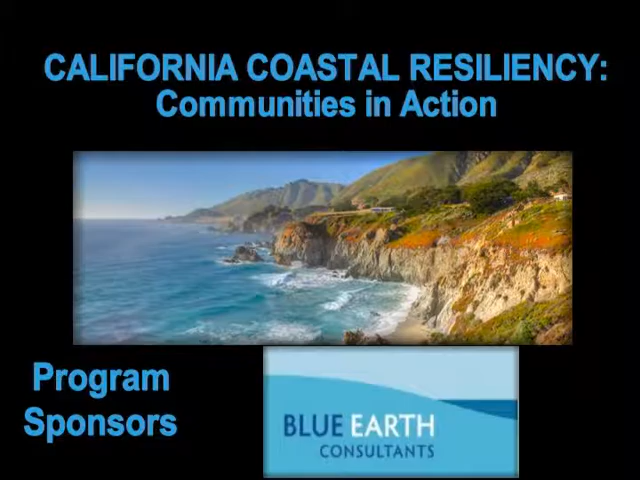 CALIFORNIA COASTAL RESILIENCY:
Communities in Action
Program
Sponsors
BLUE EARTH
CONSULTANTS